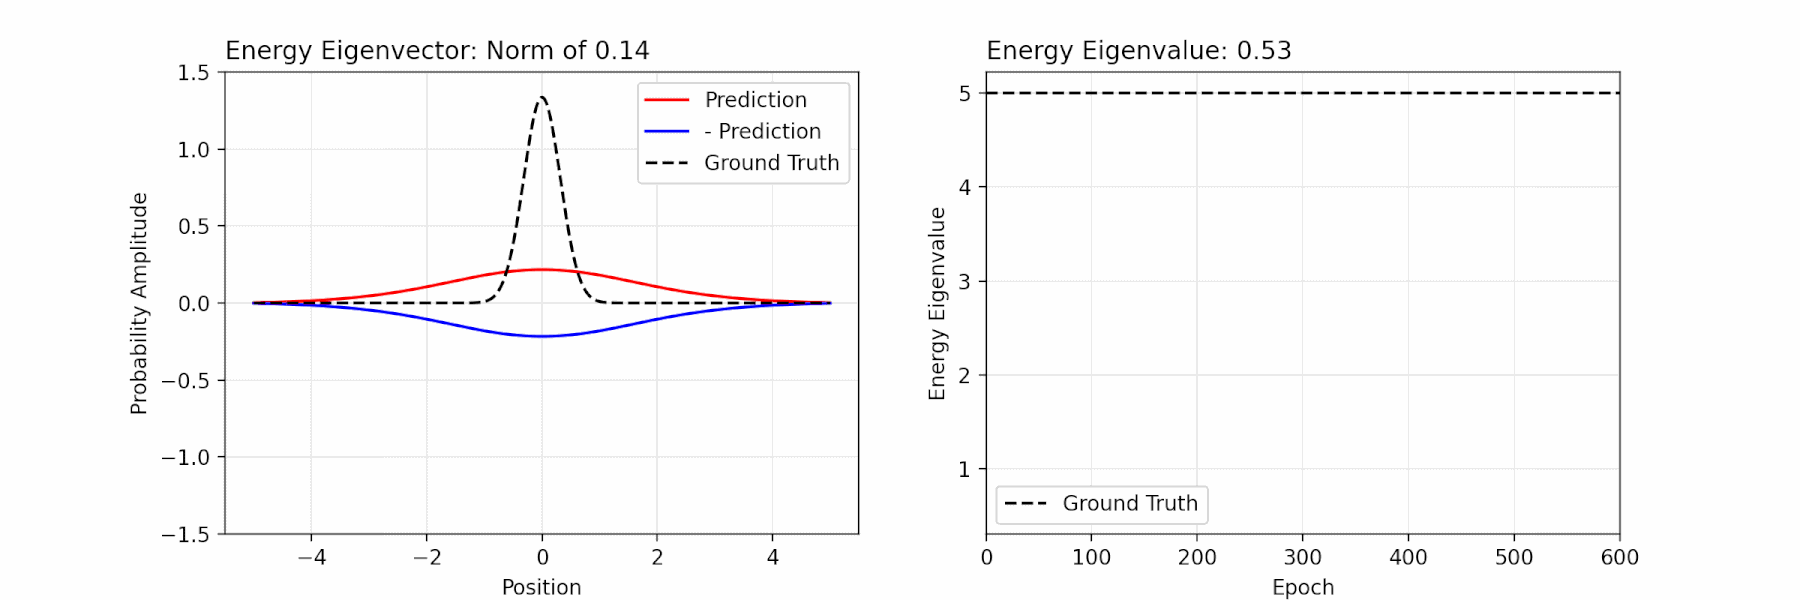 Energy Eigenvector: Norm of 0.14
1.5
1.0
0.5
0.0
−0.5
−1.0
−1.5
Probability Amplitude
Prediction
- Prediction
Ground Truth
−4
−2
0
2
4
Position
Energy Eigenvalue: 0.53
5
4
3
2
1
Energy Eigenvalue
Ground Truth
0
100
200
300
400
500
600
Epoch